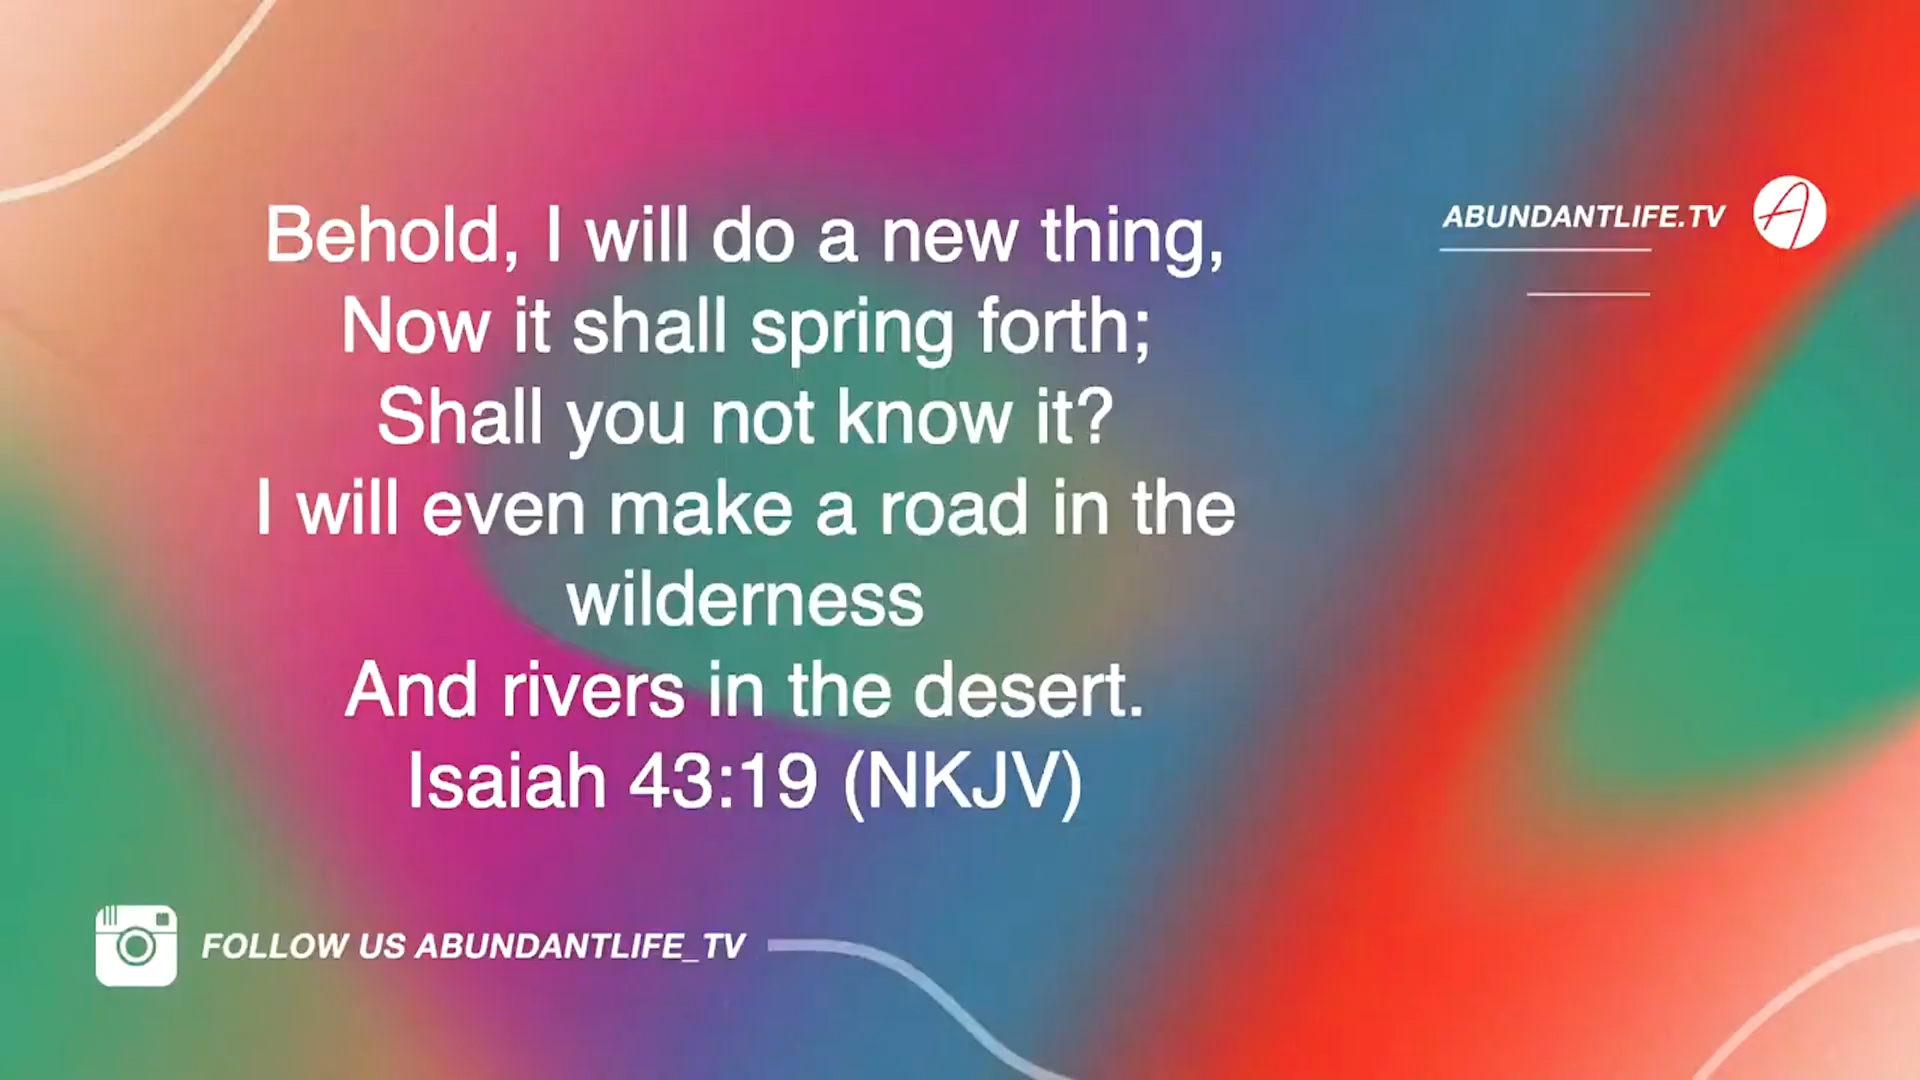 Behold, I will do a new thing,
Now it shall spring forth;
Shall you not know it?
I will even make a road in the
wilderness
And rivers in the desert.
Isaiah 43:19 (NKJV)
ABUNDANTLIFE.TV
FOLLOW US ABUNDANTLIFE_TV